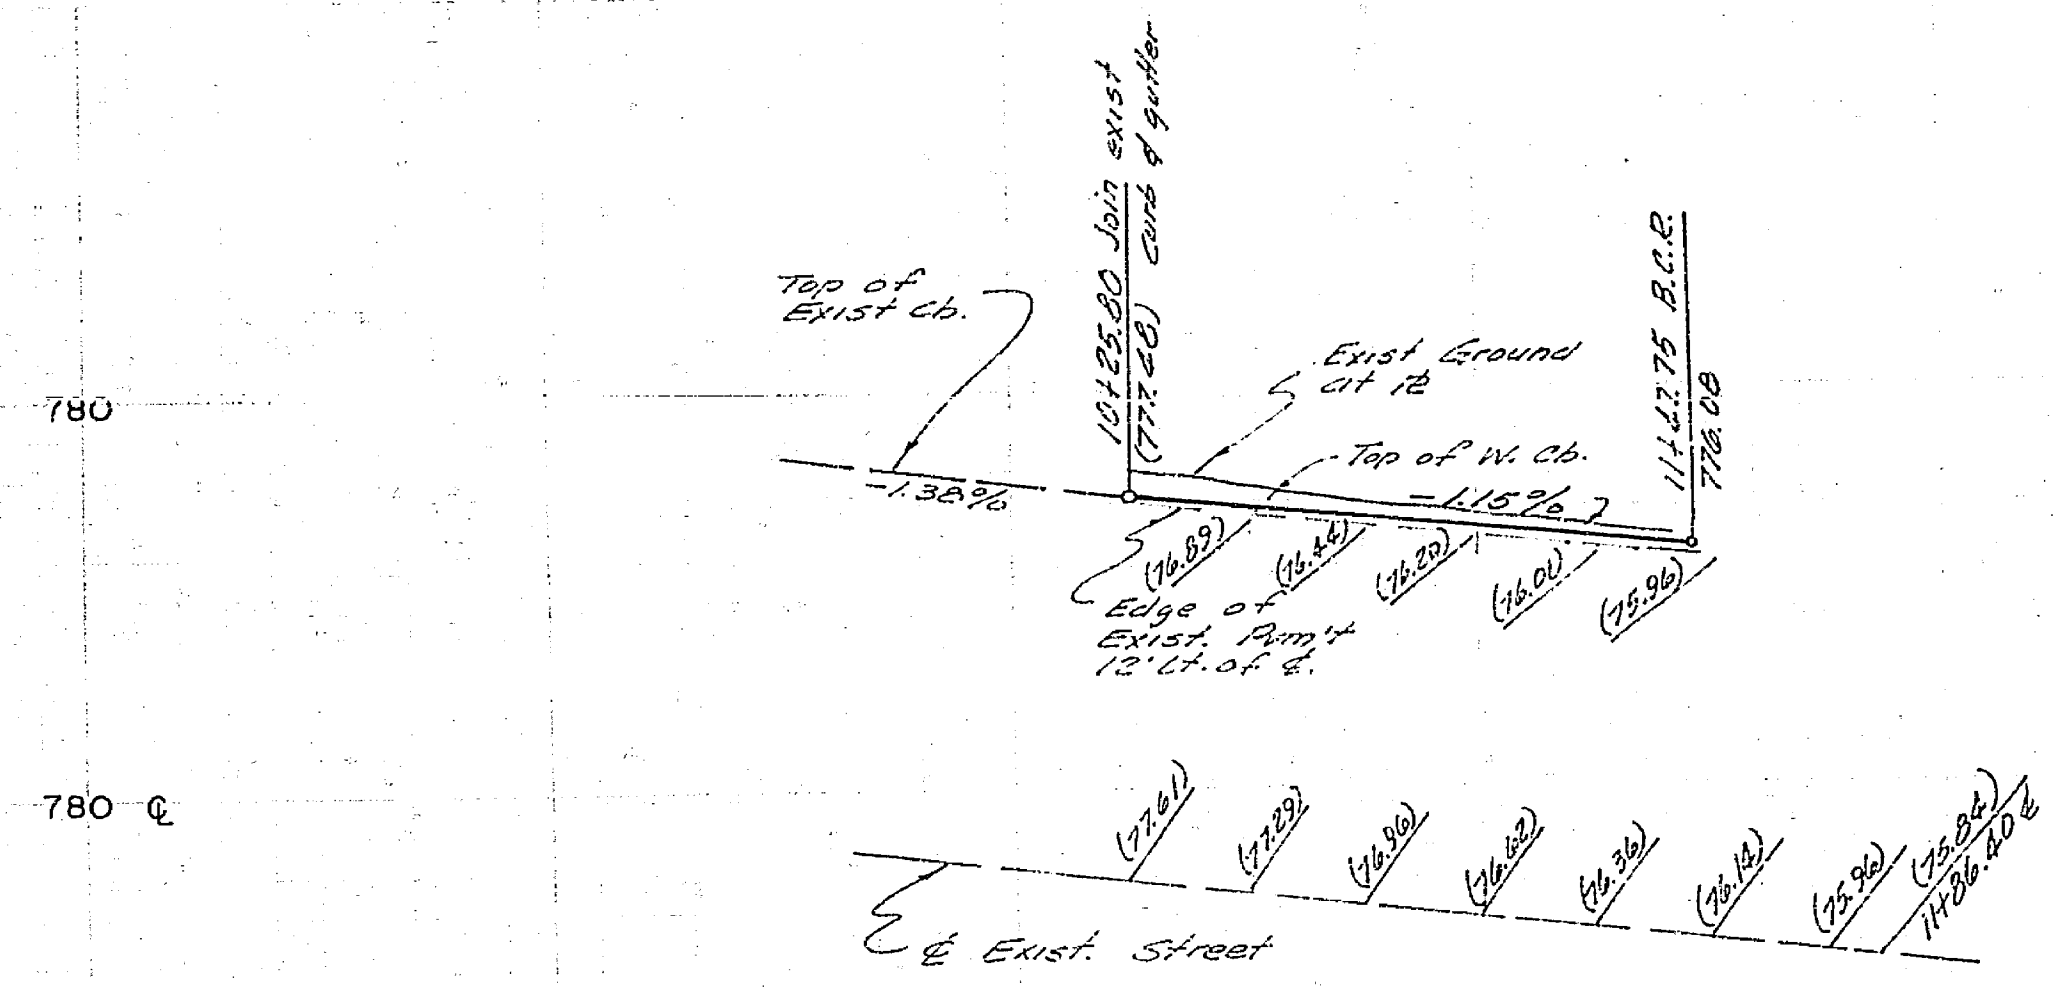 10+25.80 Join exist
(777.48) curb & gutter
11+47.75 B.C.R.
776.08
Top of
Exist Cb.
Exist Ground
at ⅊
780
Top of W. Cb.
-1.38%
-1.15%
(76.89)
(76.44)
(76.20)
(76.01)
(75.96)
Edge of
Exist. Pvm't
12' Lt. of ℄.
780 ℄
(77.61)
(77.29)
(76.96)
(76.62)
(76.36)
(76.14)
(75.96)
(75.84)
11+86.40 ℄
℄ Exist. Street